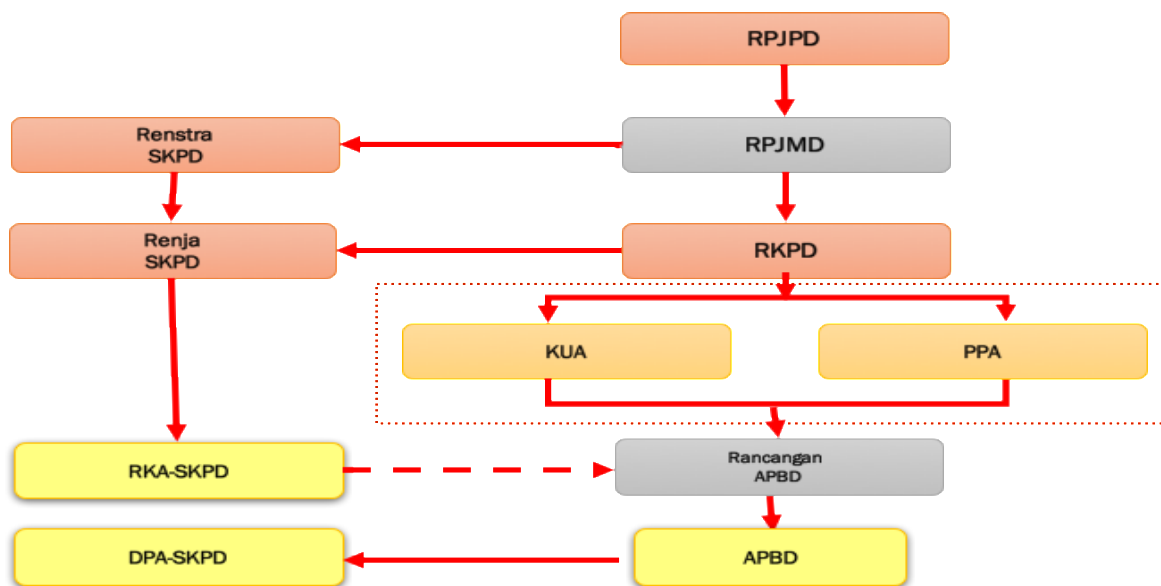 RPJPD
Renstra
SKPD
RPJMD
Renja
SKPD
RKPD
KUA
PPA
RKA-SKPD
Rancangan
APBD
DPA-SKPD
APBD